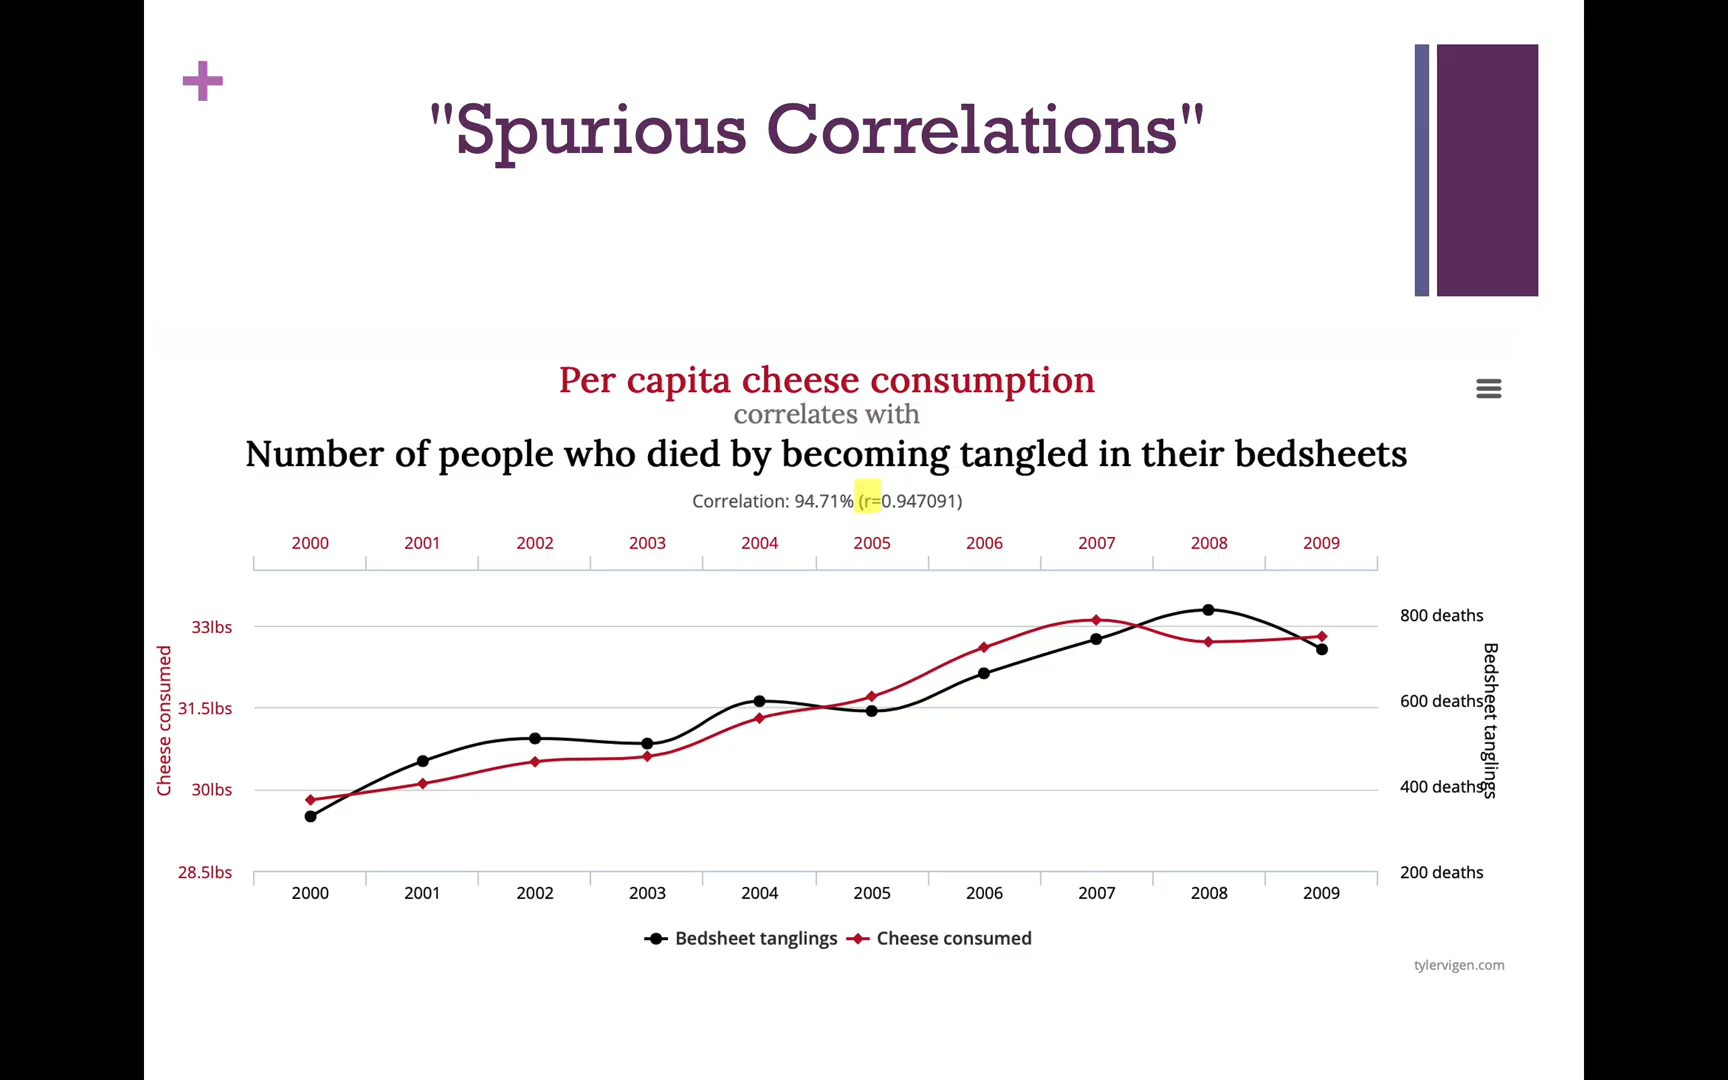 +
"Spurious Correlations"
Per capita cheese consumption
correlates with
Number of people who died by becoming tangled in their bedsheets
Correlation: 94.71% (r=0.947091)
2000 2001 2002 2003 2004 2005 2006 2007 2008 2009
Cheese consumed
33lbs
31.5lbs
30lbs
28.5lbs
800 deaths
600 deaths
400 deaths
200 deaths
Bedsheet tanglings
2000 2001 2002 2003 2004 2005 2006 2007 2008 2009
Bedsheet tanglings Cheese consumed
tylervigen.com